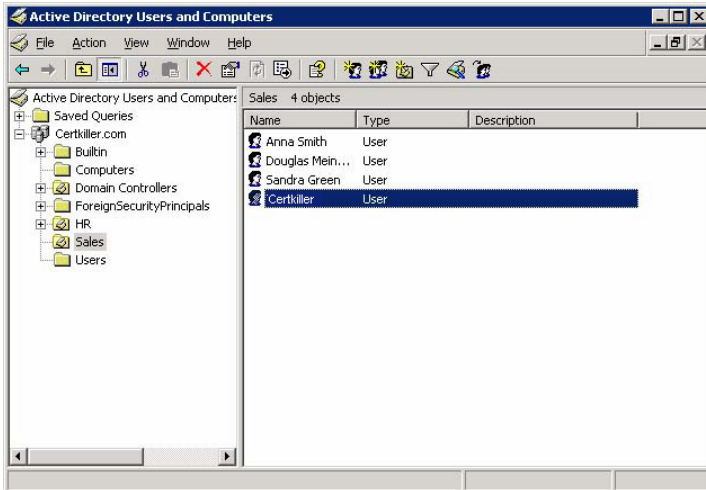 Active Directory Users and Computers
File Action View Window Help
Active Directory Users and Computers
Saved Queries
Certkiller.com
Builtin
Computers
Domain Controllers
ForeignSecurityPrincipals
HR
Sales
Users
Sales 4 objects
Name Type Description
Anna Smith User
Douglas Mein... User
Sandra Green User
Certkiller User